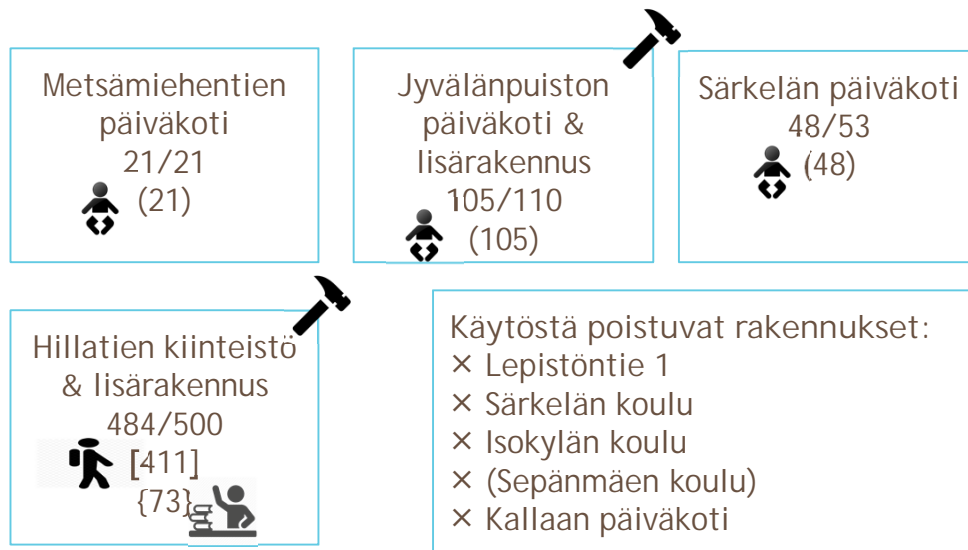 Metsämiehentien
päiväkoti
21/21
(21)
Jyvälänpuiston
päiväkoti &
lisärakennus
105/110
(105)
Särkelän päiväkoti
48/53
(48)
Hillatien kiinteistö
& lisärakennus
484/500
[411]
{73}
Käytöstä poistuvat rakennukset:
× Lepistöntie 1
× Särkelän koulu
× Isokylän koulu
× (Sepänmäen koulu)
× Kallaan päiväkoti